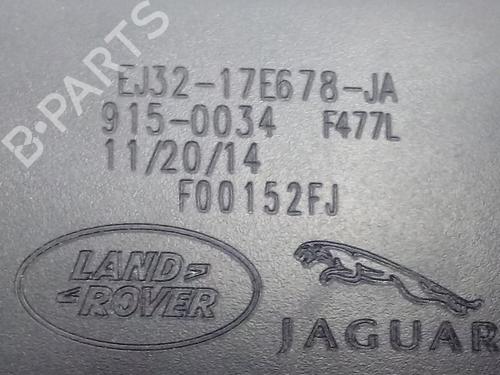 B-PARTS
EJ32-17E678-JA
915-0034 F477L
11/20/14
F00152FJ
LAND
ROVER
JAGUAR